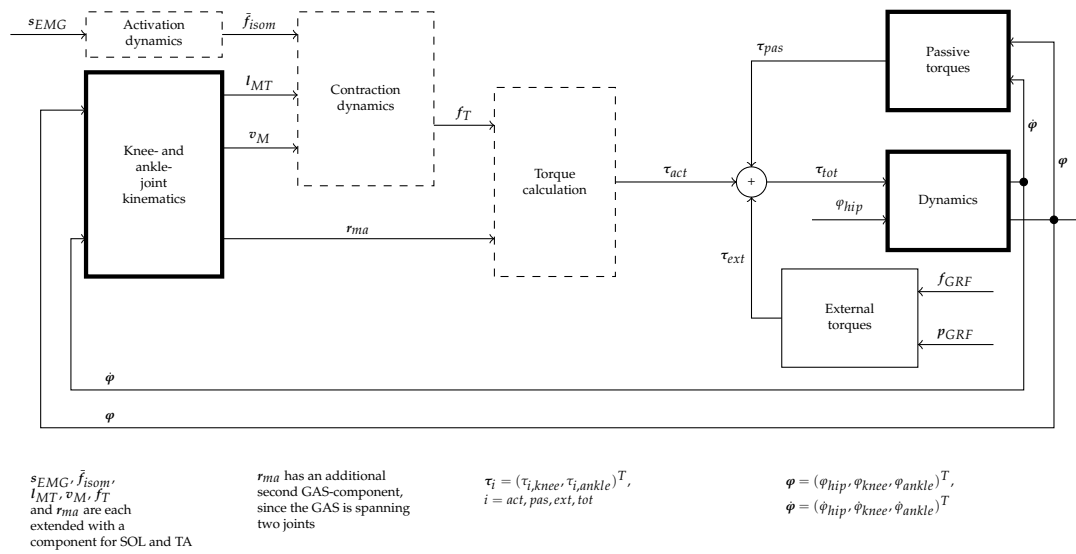 s_EMG
Activation
dynamics
f̄_isom
Knee- and
ankle-
joint
kinematics
l_MT
v_M
Contraction
dynamics
f_T
r_ma
Torque
calculation
τ_act
τ_pas
+
τ_ext
τ_tot
φ_hip
Passive
torques
Dynamics
φ̇
φ
External
torques
f_GRF
p_GRF
φ̇
φ
s_EMG, f̄_isom,
l_MT, v_M, f_T
and r_ma are each
extended with a
component for SOL and TA
r_ma has an additional
second GAS-component,
since the GAS is spanning
two joints
τ_i = (τ_i,knee, τ_i,ankle)^T,
i = act, pas, ext, tot
φ = (φ_hip, φ_knee, φ_ankle)^T,
φ̇ = (φ̇_hip, φ̇_knee, φ̇_ankle)^T